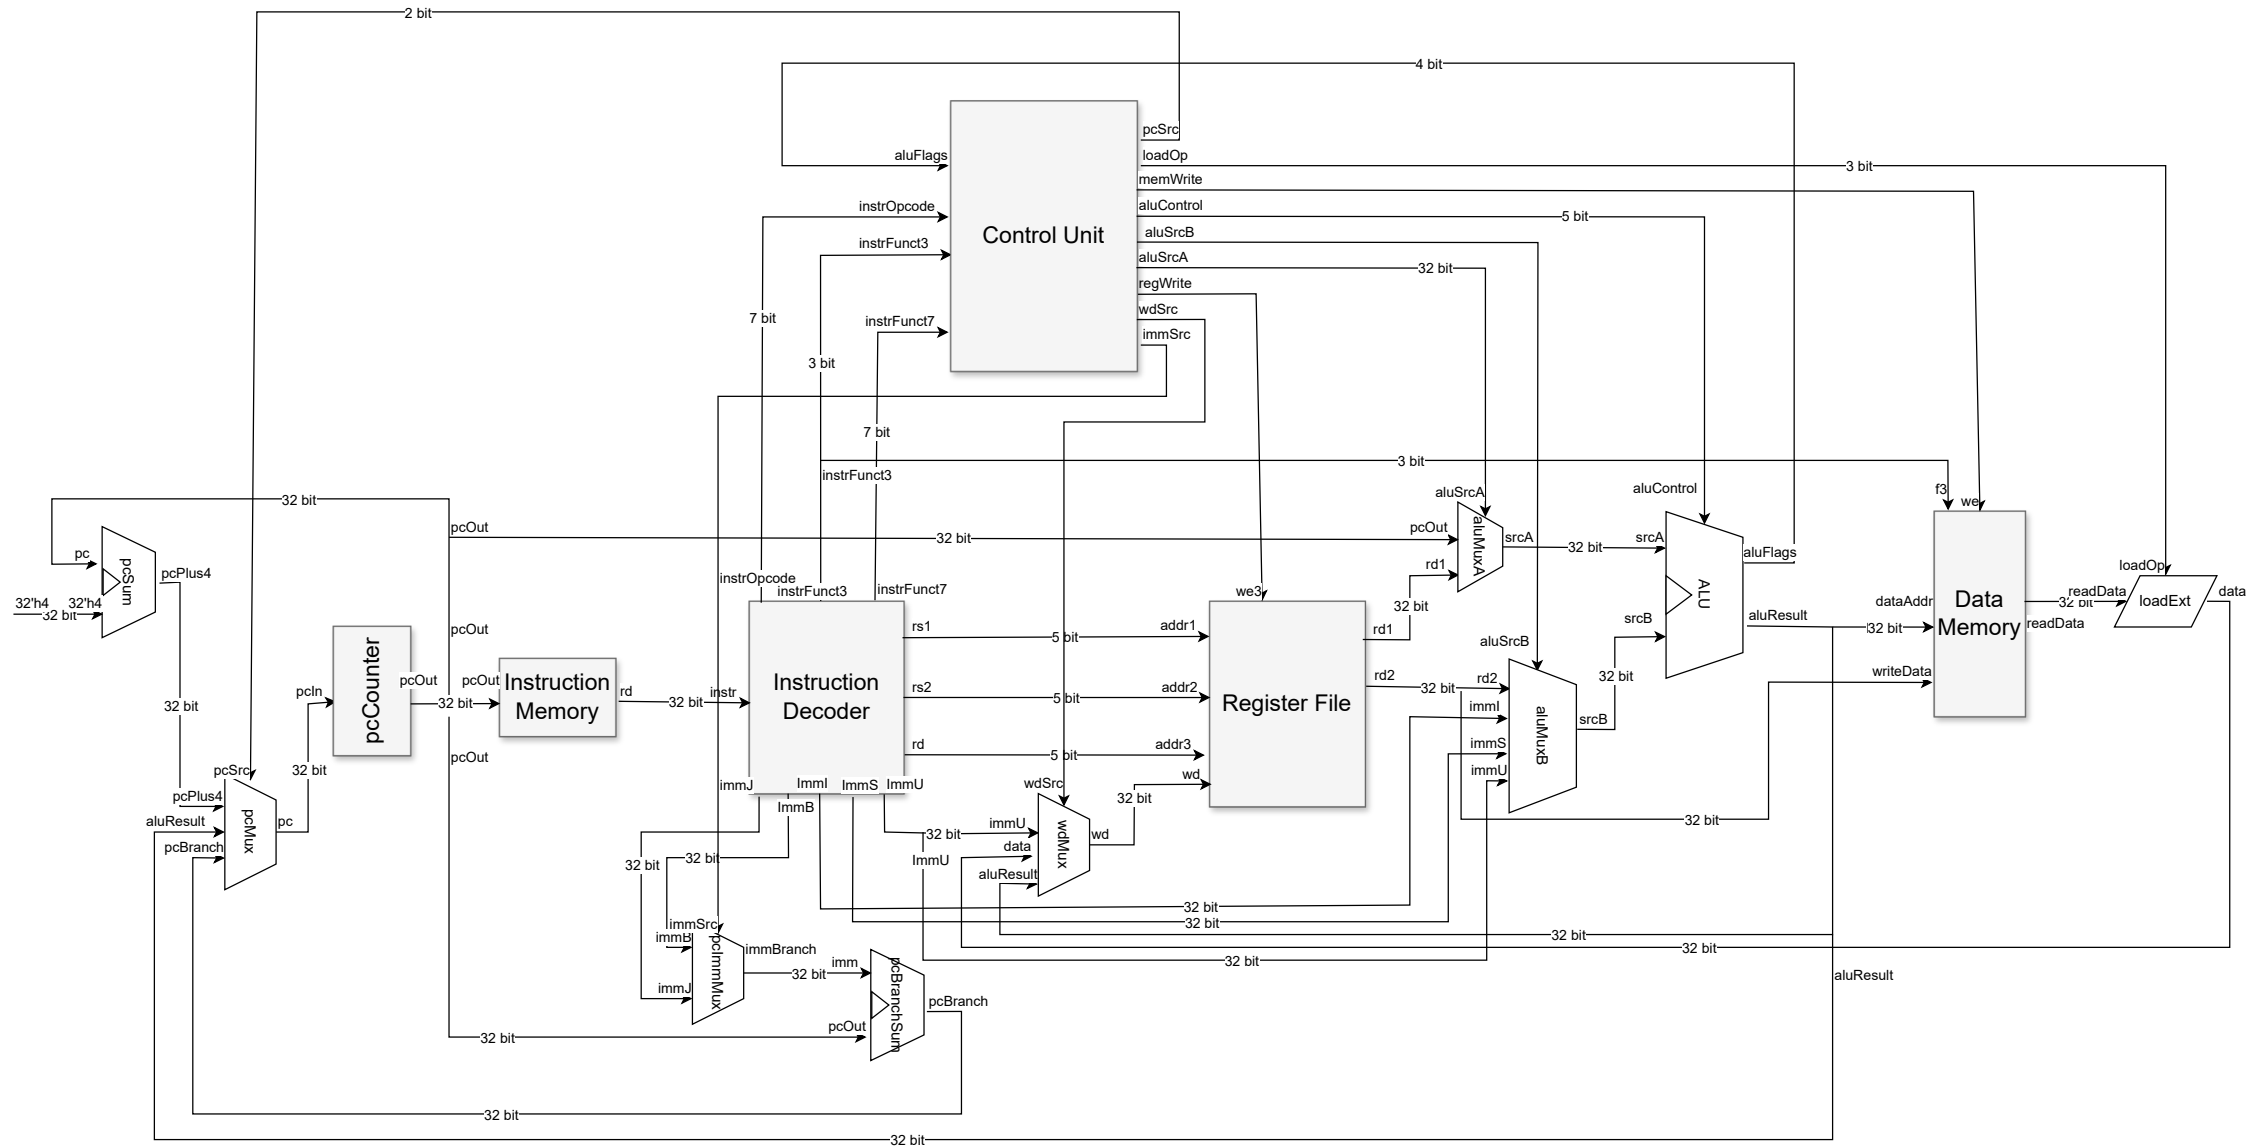 2 bit
4 bit
pcSrc
aluFlags
loadOp
3 bit
memWrite
instrOpcode
aluControl
5 bit
Control Unit
aluSrcB
instrFunct3
aluSrcA
32 bit
regWrite
wdSrc
7 bit
instrFunct7
immSrc
3 bit
7 bit
3 bit
instrFunct3
aluSrcA
aluControl
f3
we
32 bit
pcOut
pcOut
32 bit
aluMuxA
srcA
32 bit
srcA
aluFlags
pc
pcSum
pcPlus4
rd1
loadOp
instrOpcode
instrFunct3
instrFunct7
we3
ALU
readData
data
32'h4
32'h4
32 bit
32 bit
dataAddr
Data
Memory
32 bit
loadExt
readData
pcOut
rs1
5 bit
addr1
rd1
aluSrcB
srcB
aluResult
32 bit
pcCounter
pcOut
pcOut
Instruction
Memory
rd
32 bit
instr
Instruction
Decoder
rs2
5 bit
addr2
Register File
rd2
32 bit
rd2
32 bit
writeData
pcIn
32 bit
32 bit
immI
srcB
aluMuxB
rd
5 bit
addr3
immS
pcOut
32 bit
pcSrc
immJ
ImmI
ImmS
ImmU
wdSrc
wd
immU
pcPlus4
ImmB
32 bit
aluResult
pcMux
pc
32 bit
immU
wdMux
wd
32 bit
pcBranch
32 bit
32 bit
ImmU
data
aluResult
32 bit
32 bit
immSrc
immB
32 bit
pcImmMux
immBranch
32 bit
32 bit
imm
32 bit
aluResult
immJ
pcBranchSum
pcBranch
32 bit
pcOut
32 bit
32 bit